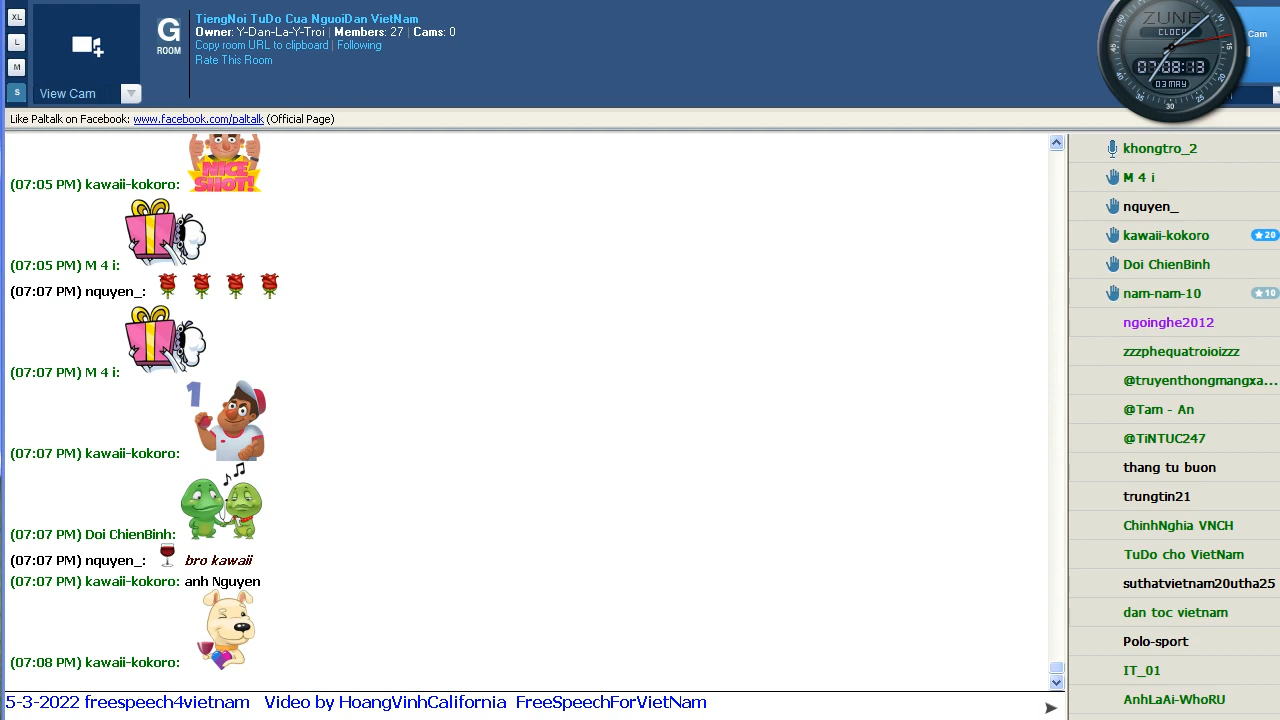 XL
L
M
S
View Cam
G
ROOM
TiengNoi TuDo Cua NguoiDan VietNam
Owner: Y-Dan-La-Y-Troi | Members: 27 | Cams: 0
Copy room URL to clipboard | Following
Rate This Room
ZUNE
CLOCK
07:08:13
03 MAY
Cam
Like Paltalk on Facebook: www.facebook.com/paltalk (Official Page)
NICE
SHOT!
(07:05 PM) kawaii-kokoro:
(07:05 PM) M 4 i:
(07:07 PM) nquyen_:
(07:07 PM) M 4 i:
1
(07:07 PM) kawaii-kokoro:
(07:07 PM) Doi ChienBinh:
(07:07 PM) nquyen_: bro kawaii
(07:07 PM) kawaii-kokoro: anh Nguyen
(07:08 PM) kawaii-kokoro:
khongtro_2
M 4 i
nquyen_
kawaii-kokoro 20
Doi ChienBinh
nam-nam-10 10
ngoinghe2012
zzzphequatroioizzz
@truyenthongmangxa...
@Tam - An
@TiNTUC247
thang tu buon
trungtin21
ChinhNghia VNCH
TuDo cho VietNam
suthatvietnam20utha25
dan toc vietnam
Polo-sport
IT_01
AnhLaAi-WhoRU
5-3-2022 freespeech4vietnam Video by HoangVinhCalifornia FreeSpeechForVietNam